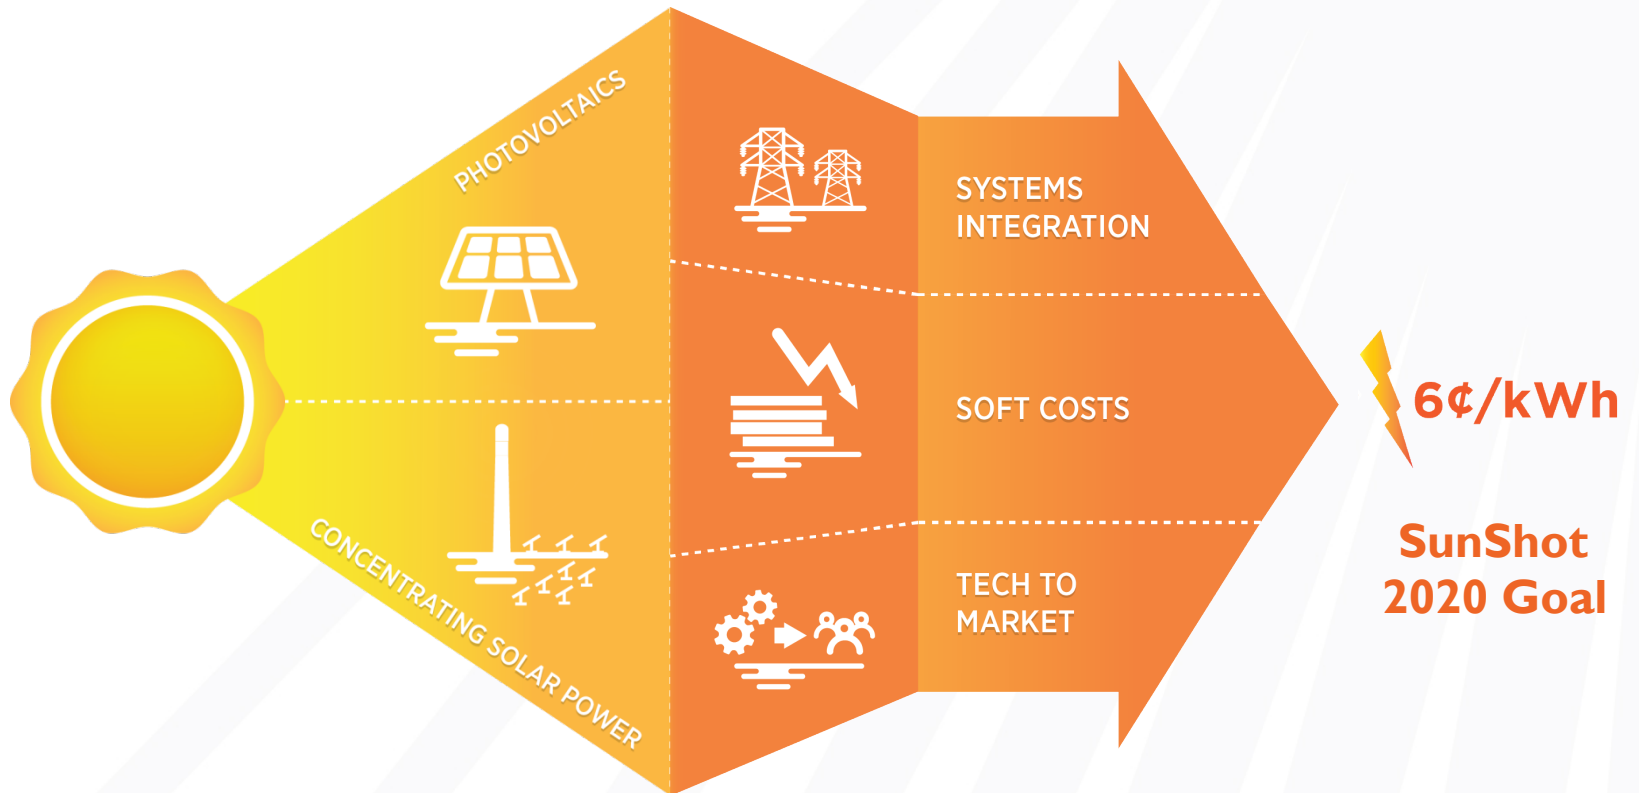 PHOTOVOLTAICS
CONCENTRATING SOLAR POWER
SYSTEMS
INTEGRATION
SOFT COSTS
TECH TO
MARKET
6¢/kWh
SunShot
2020 Goal